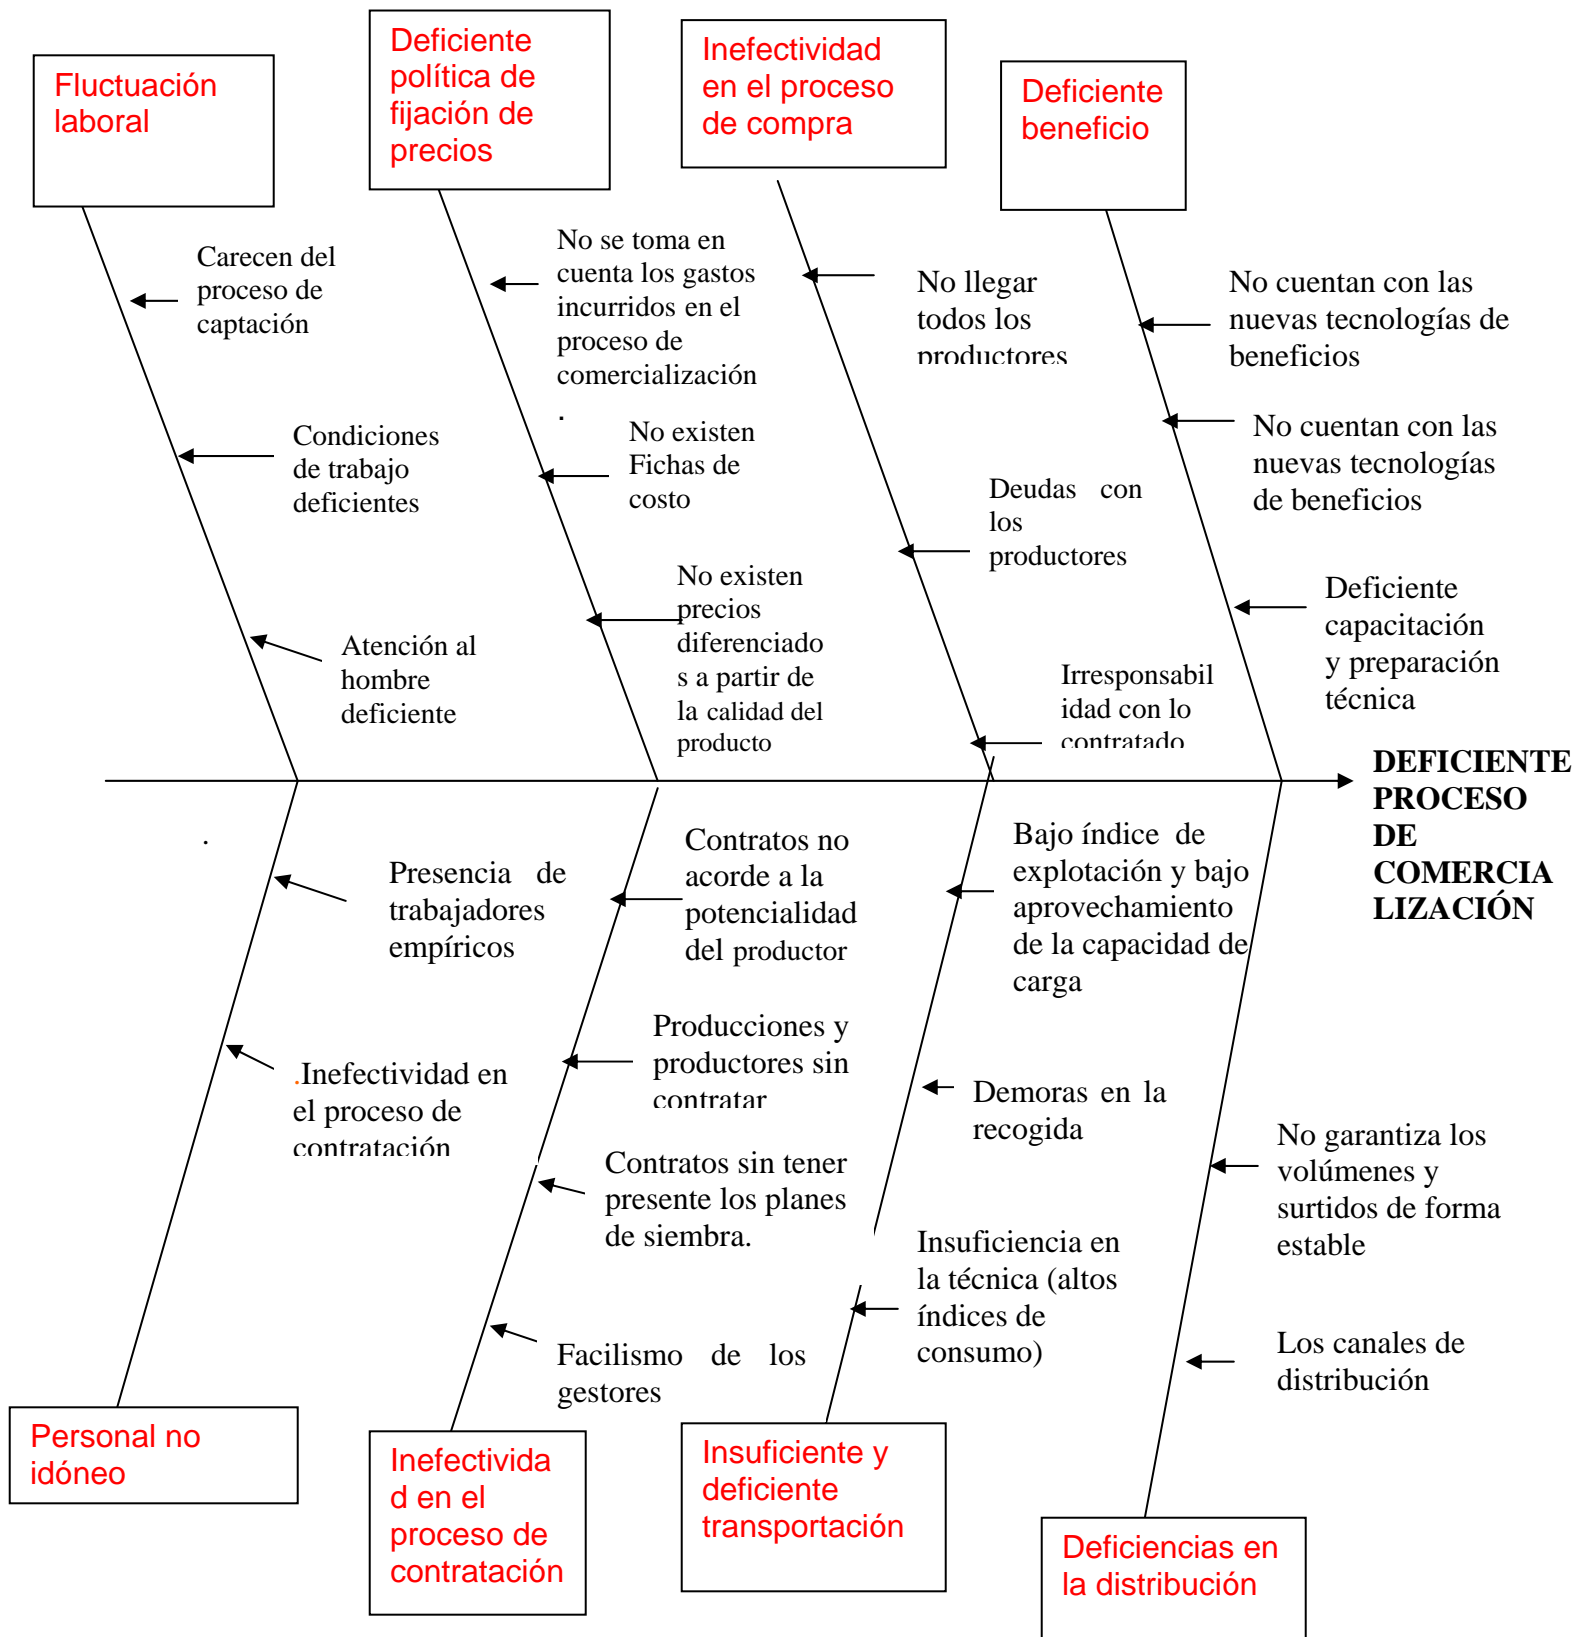 Fluctuación
laboral
Deficiente
política de
fijación de
precios
Inefectividad
en el proceso
de compra
Deficiente
beneficio
Carecen del
proceso de
captación
Condiciones
de trabajo
deficientes
Atención al
hombre
deficiente
No se toma en
cuenta los gastos
incurridos en el
proceso de
comercialización
.
No existen
Fichas de
costo
No existen
precios
diferenciado
s a partir de
la calidad del
producto
No llegar
todos los
productores
Deudas con
los
productores
Irresponsabil
idad con lo
contratado
No cuentan con las
nuevas tecnologías de
beneficios
No cuentan con las
nuevas tecnologías
de beneficios
Deficiente
capacitación
y preparación
técnica
DEFICIENTE
PROCESO
DE
COMERCIA
LIZACIÓN
.
Presencia de
trabajadores
empíricos
.Inefectividad en
el proceso de
contratación
Contratos no
acorde a la
potencialidad
del productor
Producciones y
productores sin
contratar
Contratos sin tener
presente los planes
de siembra.
Facilismo de los
gestores
Bajo índice de
explotación y bajo
aprovechamiento
de la capacidad de
carga
Demoras en la
recogida
Insuficiencia en
la técnica (altos
índices de
consumo)
No garantiza los
volúmenes y
surtidos de forma
estable
Los canales de
distribución
Personal no
idóneo
Inefectivida
d en el
proceso de
contratación
Insuficiente y
deficiente
transportación
Deficiencias en
la distribución